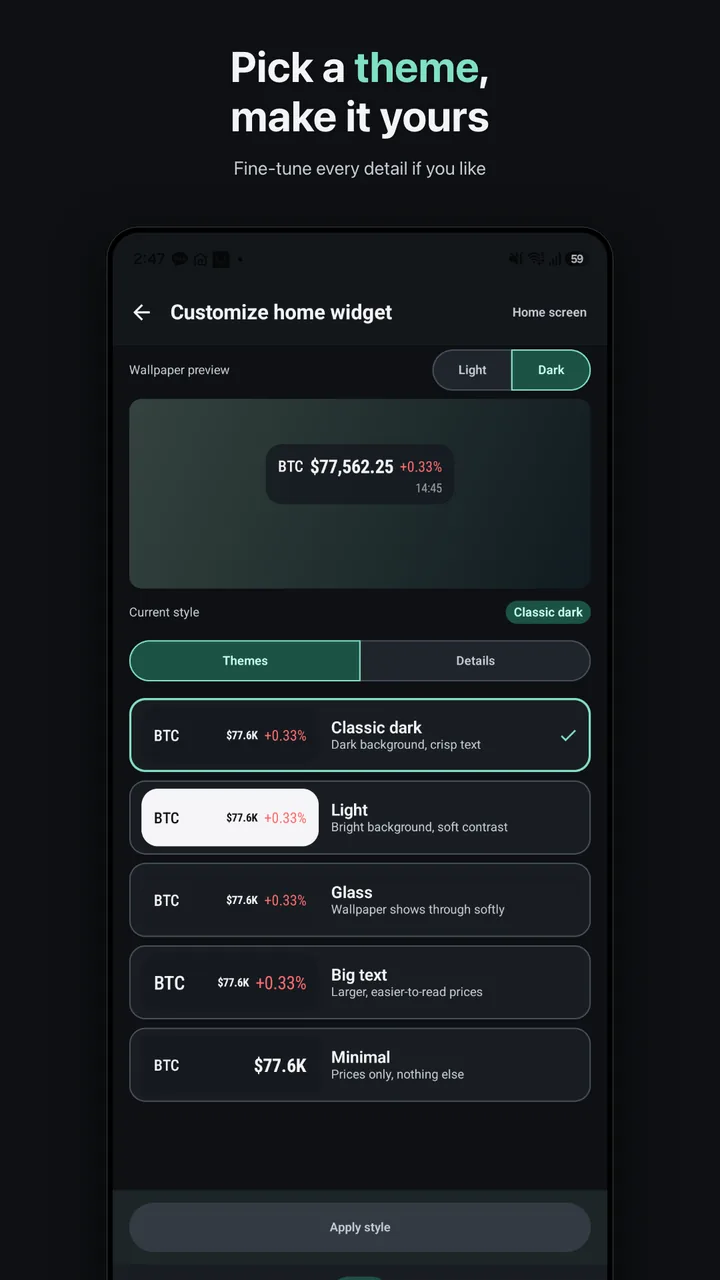 Pick a theme,
make it yours
Fine-tune every detail if you like
2:47
59
Customize home widget
Home screen
Wallpaper preview
Light
Dark
BTC $77,562.25 +0.33%
14:45
Current style
Classic dark
Themes
Details
BTC $77.6K +0.33%
Classic dark
Dark background, crisp text
BTC $77.6K +0.33%
Light
Bright background, soft contrast
BTC $77.6K +0.33%
Glass
Wallpaper shows through softly
BTC $77.6K +0.33%
Big text
Larger, easier-to-read prices
BTC $77.6K
Minimal
Prices only, nothing else
Apply style